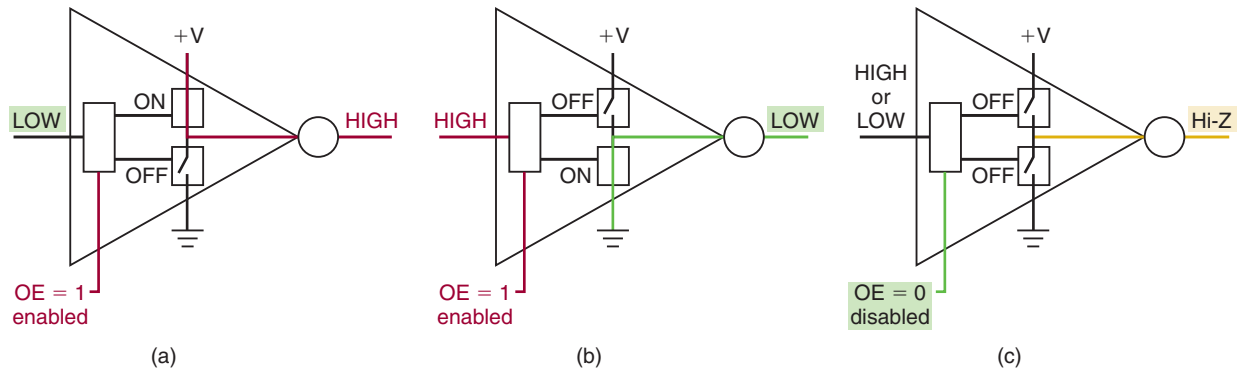 +V
ON
LOW
HIGH
OFF
OE = 1
enabled
(a)
+V
OFF
HIGH
LOW
ON
OE = 1
enabled
(b)
+V
HIGH
or
LOW
OFF
Hi-Z
OFF
OE = 0
disabled
(c)